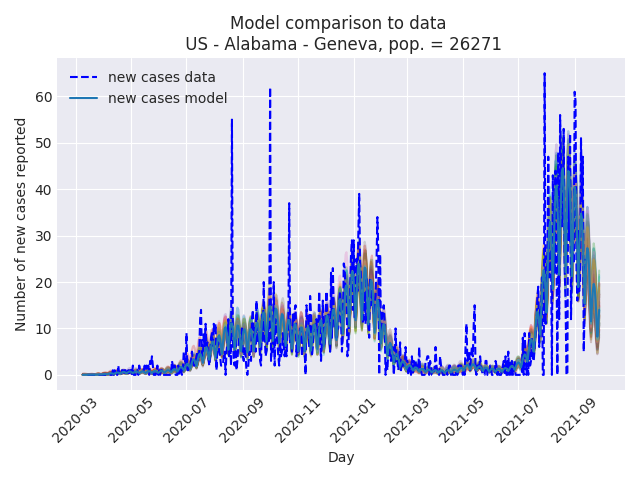 Model comparison to data
US - Alabama - Geneva, pop. = 26271
new cases data
new cases model
Number of new cases reported
60
50
40
30
20
10
0
2020-03
2020-05
2020-07
2020-09
2020-11
2021-01
2021-03
2021-05
2021-07
2021-09
Day